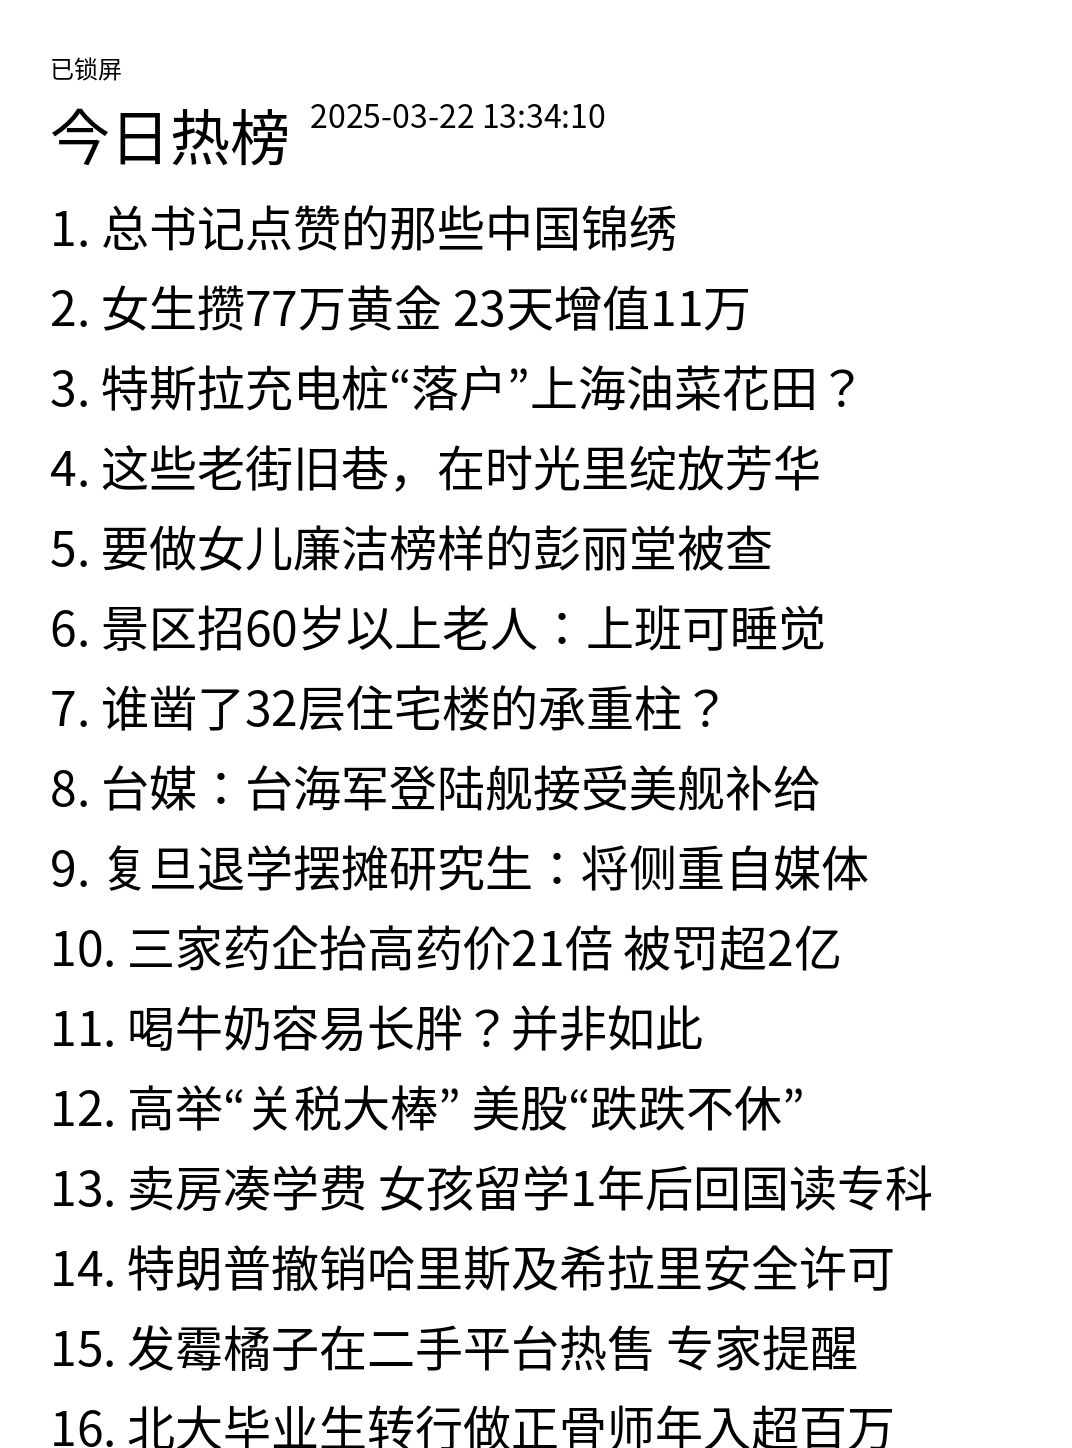 已锁屏
今日热榜 2025-03-22 13:34:10
1. 总书记点赞的那些中国锦绣
2. 女生攒77万黄金 23天增值11万
3. 特斯拉充电桩“落户”上海油菜花田？
4. 这些老街旧巷，在时光里绽放芳华
5. 要做女儿廉洁榜样的彭丽堂被查
6. 景区招60岁以上老人：上班可睡觉
7. 谁凿了32层住宅楼的承重柱？
8. 台媒：台海军登陆舰接受美舰补给
9. 复旦退学摆摊研究生：将侧重自媒体
10. 三家药企抬高药价21倍 被罚超2亿
11. 喝牛奶容易长胖？并非如此
12. 高举“关税大棒” 美股“跌跌不休”
13. 卖房凑学费 女孩留学1年后回国读专科
14. 特朗普撤销哈里斯及希拉里安全许可
15. 发霉橘子在二手平台热售 专家提醒
16. 北大毕业生转行做正骨师年入超百万